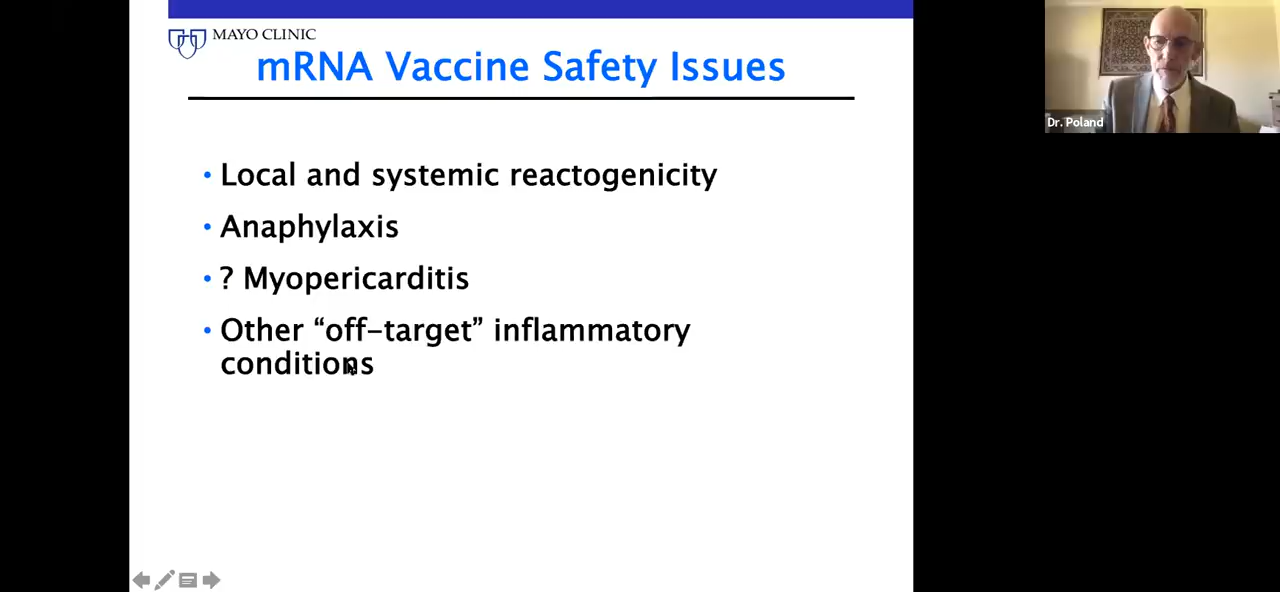 MAYO CLINIC
mRNA Vaccine Safety Issues
• Local and systemic reactogenicity
• Anaphylaxis
• ? Myopericarditis
• Other “off-target” inflammatory
conditions
Dr. Poland